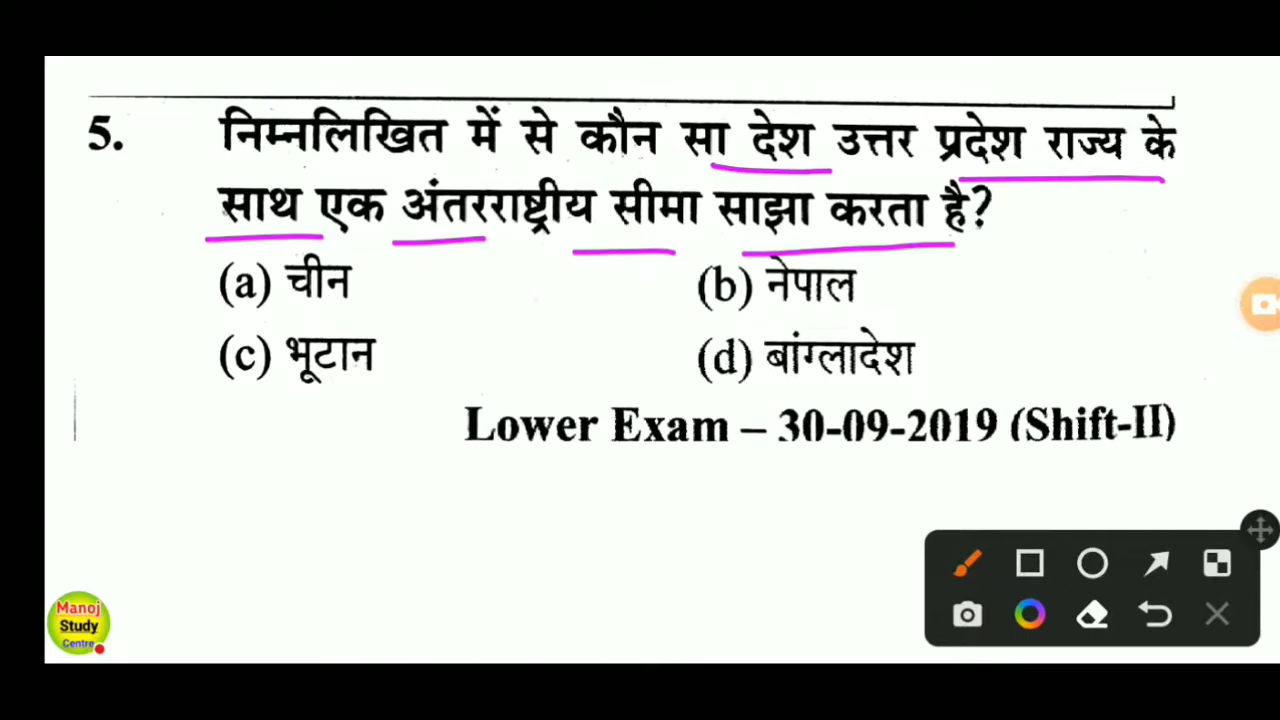 5. निम्नलिखित में से कौन सा देश उत्तर प्रदेश राज्य के
साथ एक अंतरराष्ट्रीय सीमा साझा करता है?
(a) चीन (b) नेपाल
(c) भूटान (d) बांग्लादेश
Lower Exam – 30-09-2019 (Shift-II)
Manoj
Study
Centre